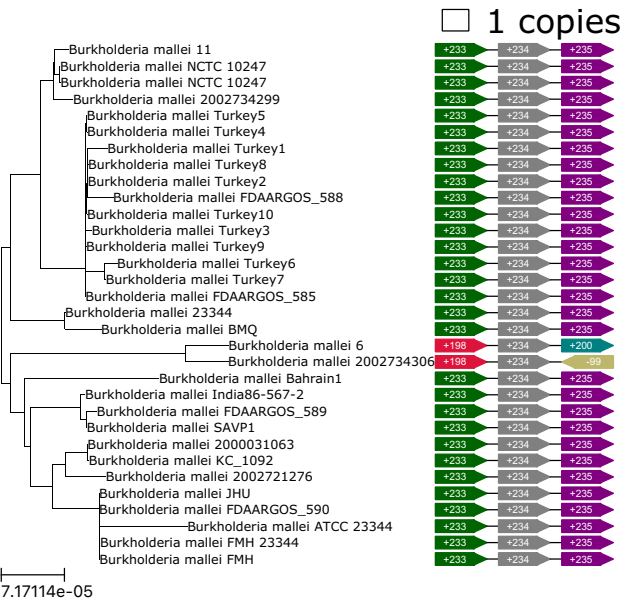 1 copies
Burkholderia mallei 11 +233 +234 +235
Burkholderia mallei NCTC 10247 +233 +234 +235
Burkholderia mallei NCTC 10247 +233 +234 +235
Burkholderia mallei 2002734299 +233 +234 +235
Burkholderia mallei Turkey5 +233 +234 +235
Burkholderia mallei Turkey4 +233 +234 +235
Burkholderia mallei Turkey1 +233 +234 +235
Burkholderia mallei Turkey8 +233 +234 +235
Burkholderia mallei Turkey2 +233 +234 +235
Burkholderia mallei FDAARGOS_588 +233 +234 +235
Burkholderia mallei Turkey10 +233 +234 +235
Burkholderia mallei Turkey3 +233 +234 +235
Burkholderia mallei Turkey9 +233 +234 +235
Burkholderia mallei Turkey6 +233 +234 +235
Burkholderia mallei Turkey7 +233 +234 +235
Burkholderia mallei FDAARGOS_585 +233 +234 +235
Burkholderia mallei 23344 +233 +234 +235
Burkholderia mallei BMQ +233 +234 +235
Burkholderia mallei 6 +198 +234 +200
Burkholderia mallei 2002734306 +198 +234 -99
Burkholderia mallei Bahrain1 +233 +234 +235
Burkholderia mallei India86-567-2 +233 +234 +235
Burkholderia mallei FDAARGOS_589 +233 +234 +235
Burkholderia mallei SAVP1 +233 +234 +235
Burkholderia mallei 2000031063 +233 +234 +235
Burkholderia mallei KC_1092 +233 +234 +235
Burkholderia mallei 2002721276 +233 +234 +235
Burkholderia mallei JHU +233 +234 +235
Burkholderia mallei FDAARGOS_590 +233 +234 +235
Burkholderia mallei ATCC 23344 +233 +234 +235
Burkholderia mallei FMH 23344 +233 +234 +235
Burkholderia mallei FMH +233 +234 +235
7.17114e-05